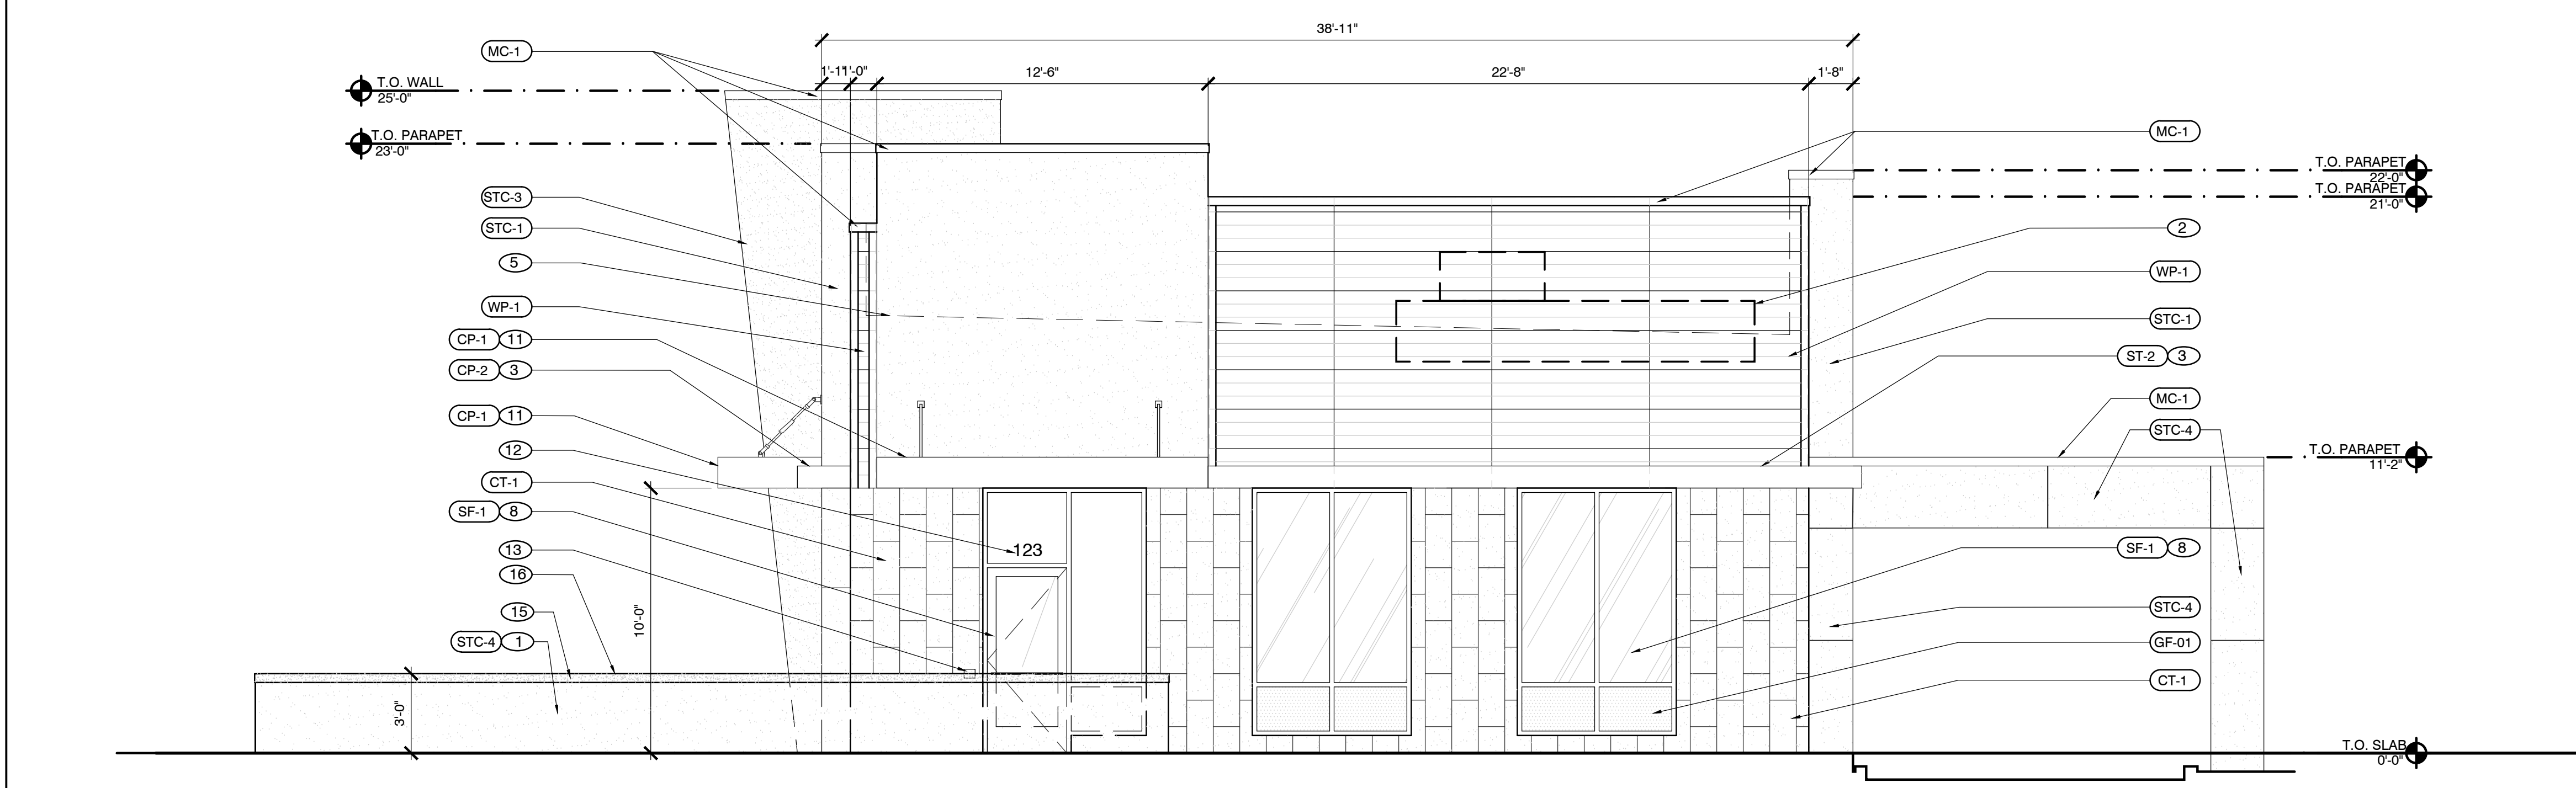 38'-11"
MC-1
1'-1"
1'-0"
12'-6"
22'-8"
1'-8"
T.O. WALL
25'-0"
T.O. PARAPET
23'-0"
MC-1
T.O. PARAPET
22'-0"
T.O. PARAPET
21'-0"
STC-3
STC-1
5
WP-1
CP-1 11
CP-2 3
CP-1 11
12
CT-1
SF-1 8
13
16
15
STC-4 1
2
WP-1
STC-1
ST-2 3
MC-1
STC-4
T.O. PARAPET
11'-2"
SF-1 8
STC-4
GF-01
CT-1
123
10'-0"
3'-0"
T.O. SLAB
0'-0"